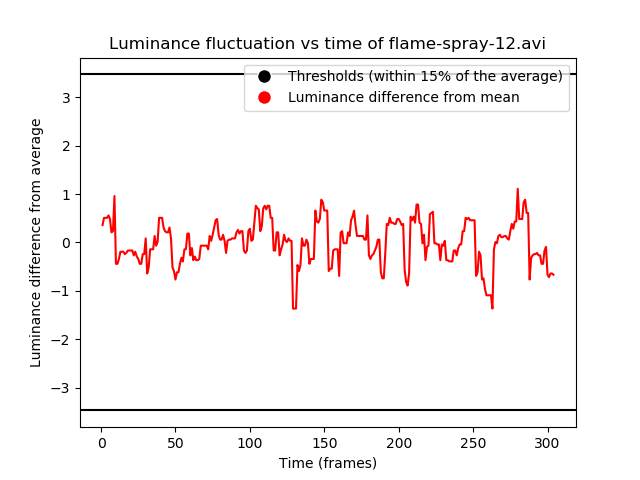 Luminance fluctuation vs time of flame-spray-12.avi
Thresholds (within 15% of the average)
Luminance difference from mean
Luminance difference from average
3
2
1
0
−1
−2
−3
0 50 100 150 200 250 300
Time (frames)